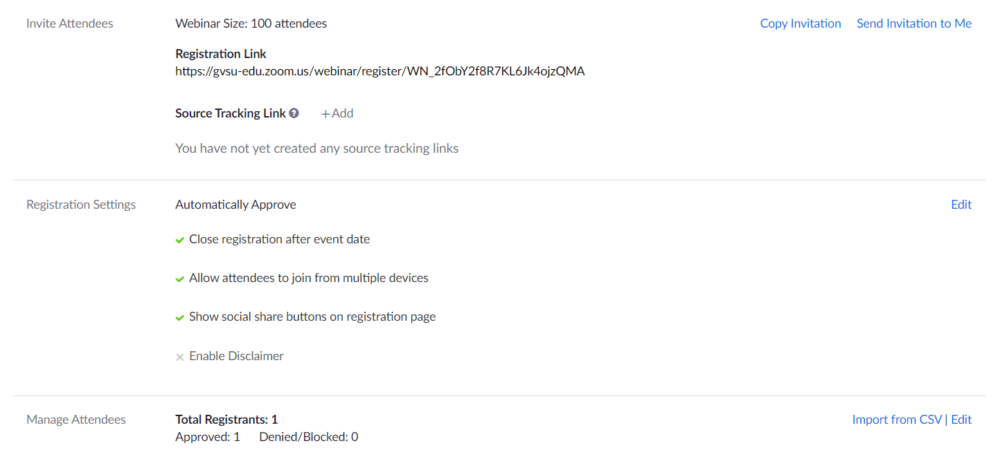 Invite Attendees
Webinar Size: 100 attendees
Copy Invitation
Send Invitation to Me
Registration Link
https://gvsu-edu.zoom.us/webinar/register/WN_2fObY2f8R7KL6Jk4ojzQMA
Source Tracking Link ? +Add
You have not yet created any source tracking links
Registration Settings
Automatically Approve
Edit
Close registration after event date
Allow attendees to join from multiple devices
Show social share buttons on registration page
Enable Disclaimer
Manage Attendees
Total Registrants: 1
Import from CSV | Edit
Approved: 1 Denied/Blocked: 0